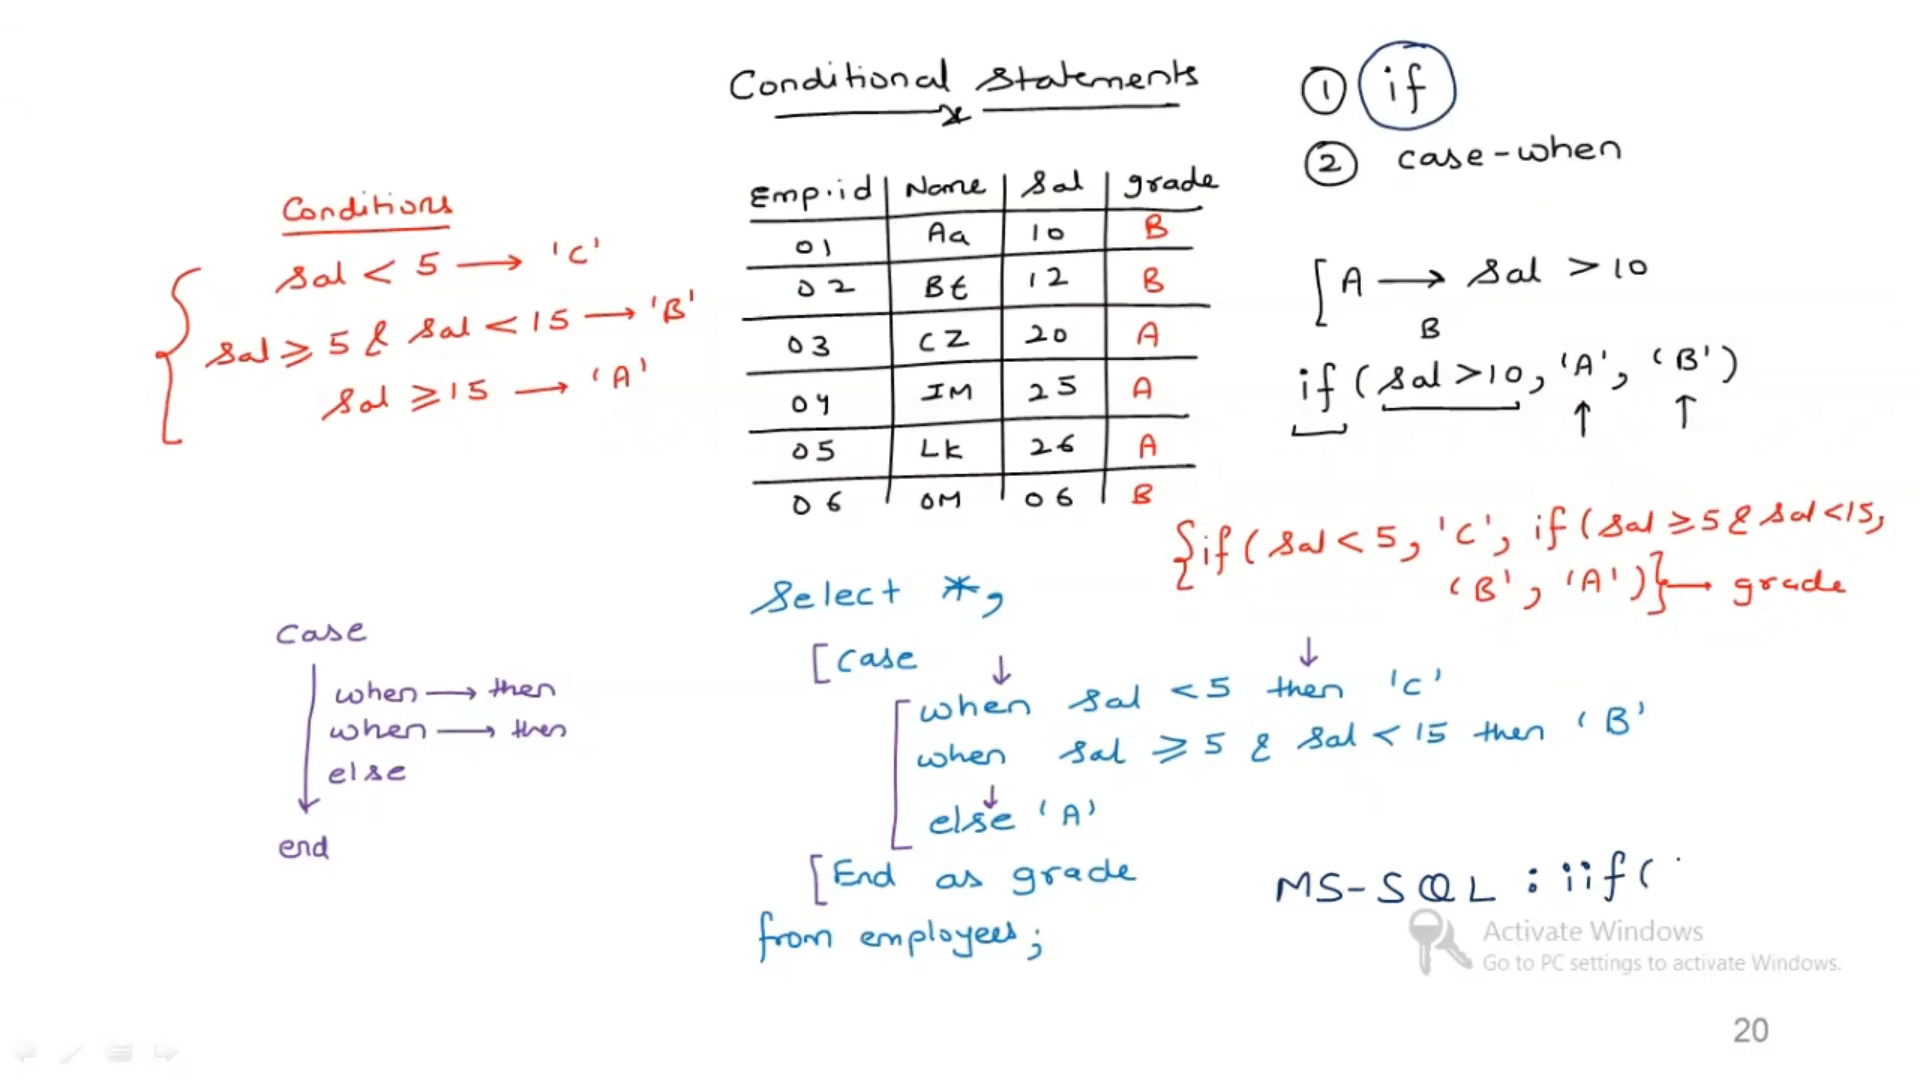 Conditional Statements
① if
② case-when
Conditions
Sal < 5 → 'C'
Sal ≥ 5 & Sal < 15 → 'B'
Sal ≥ 15 → 'A'
Emp.id | Name | Sal | grade
01 | Aa | 10 | B
02 | Bt | 12 | B
03 | CZ | 20 | A
04 | IM | 25 | A
05 | LK | 26 | A
06 | OM | 06 | B
[A → Sal > 10
B
if (Sal > 10, 'A', 'B')
{if (Sal < 5, 'C', if (Sal ≥ 5 & Sal < 15,
'B', 'A')} → grade
Case
when → then
when → then
else
end
Select *,
[Case
when Sal < 5 then 'C'
when Sal ≥ 5 & Sal < 15 then 'B'
else 'A'
[End as grade
from employees;
MS-SQL : iif(
Activate Windows
Go to PC settings to activate Windows.
20